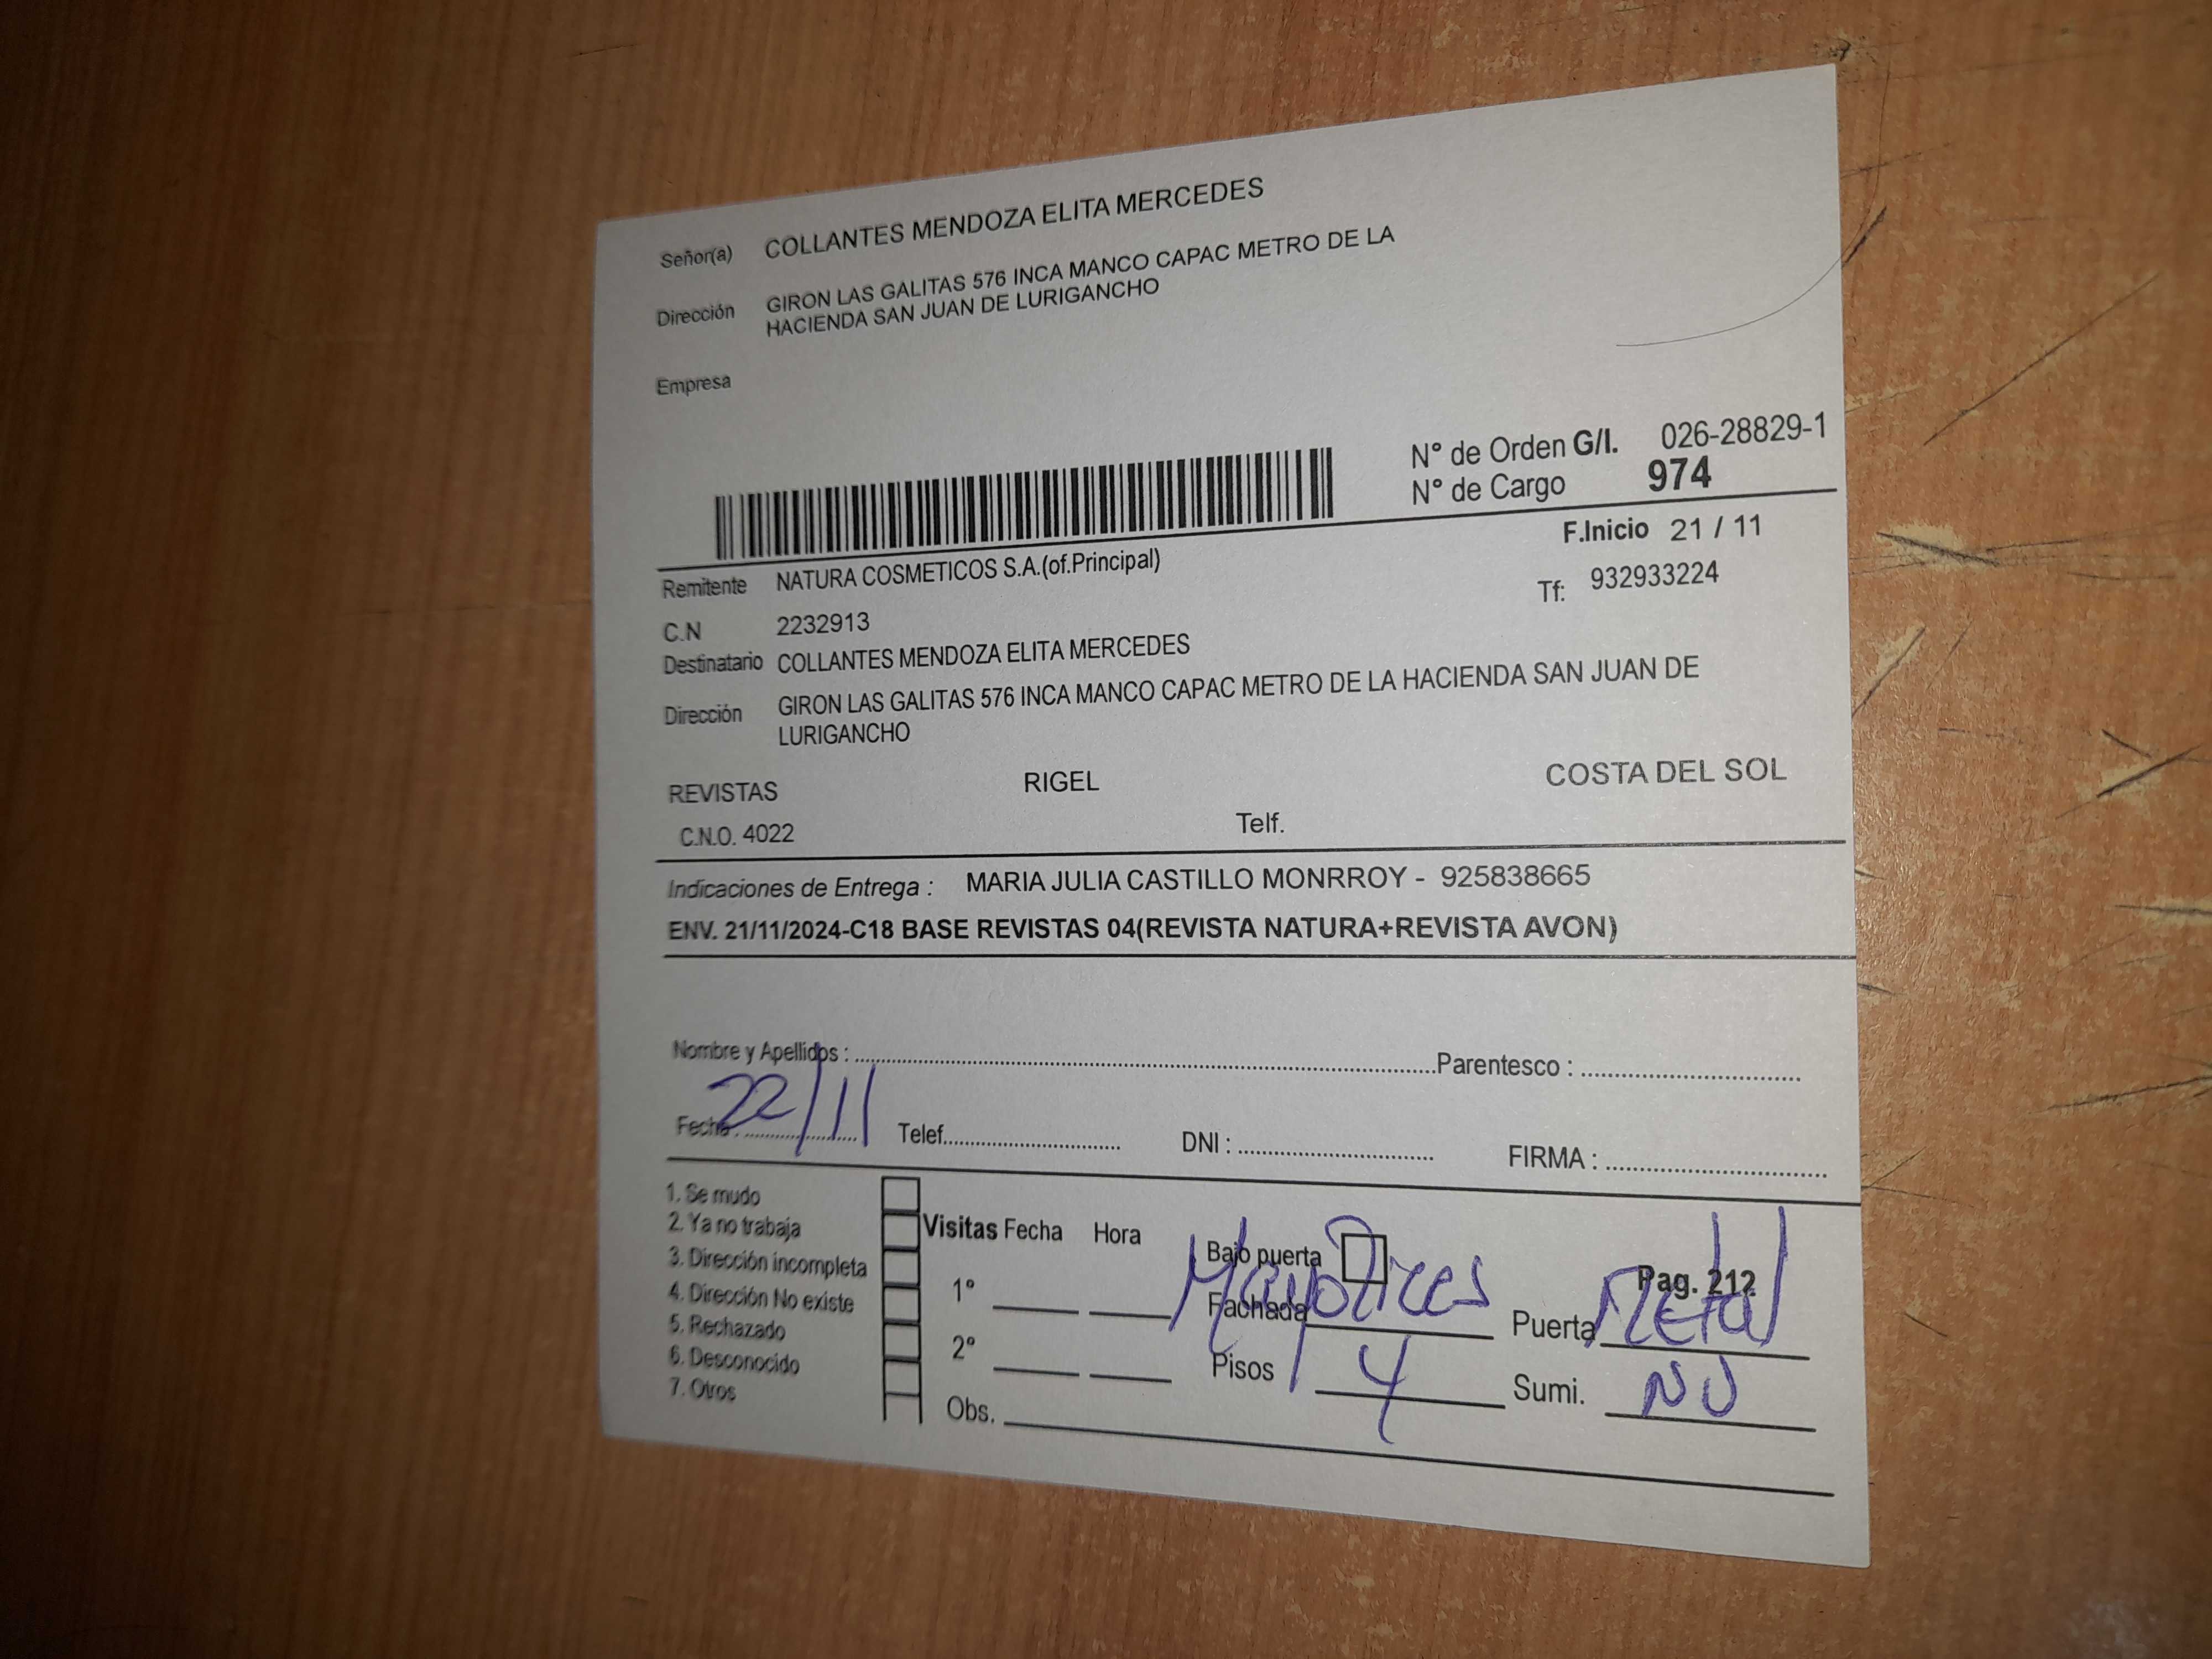 Señor(a) COLLANTES MENDOZA ELITA MERCEDES
Dirección GIRON LAS GALITAS 576 INCA MANCO CAPAC METRO DE LA
HACIENDA SAN JUAN DE LURIGANCHO
Empresa
N° de Orden G/I. 026-28829-1
N° de Cargo 974
F.Inicio 21 / 11
Remitente NATURA COSMETICOS S.A.(of.Principal)
Tf: 932933224
C.N 2232913
Destinatario COLLANTES MENDOZA ELITA MERCEDES
Dirección GIRON LAS GALITAS 576 INCA MANCO CAPAC METRO DE LA HACIENDA SAN JUAN DE
LURIGANCHO
REVISTAS RIGEL COSTA DEL SOL
C.N.O. 4022 Telf.
Indicaciones de Entrega : MARIA JULIA CASTILLO MONRROY - 925838665
ENV. 21/11/2024-C18 BASE REVISTAS 04(REVISTA NATURA+REVISTA AVON)
Nombre y Apellidos : Parentesco :
Fecha : 22/11 Telef. DNI : FIRMA :
1. Se mudo
2. Ya no trabaja
3. Dirección incompleta
4. Dirección No existe
5. Rechazado
6. Desconocido
7. Otros
Visitas Fecha Hora
1°
2°
Obs.
Bajo puerta
Pag. 212
Fachada Puerta Metal
Pisos 4 Sumi. NO